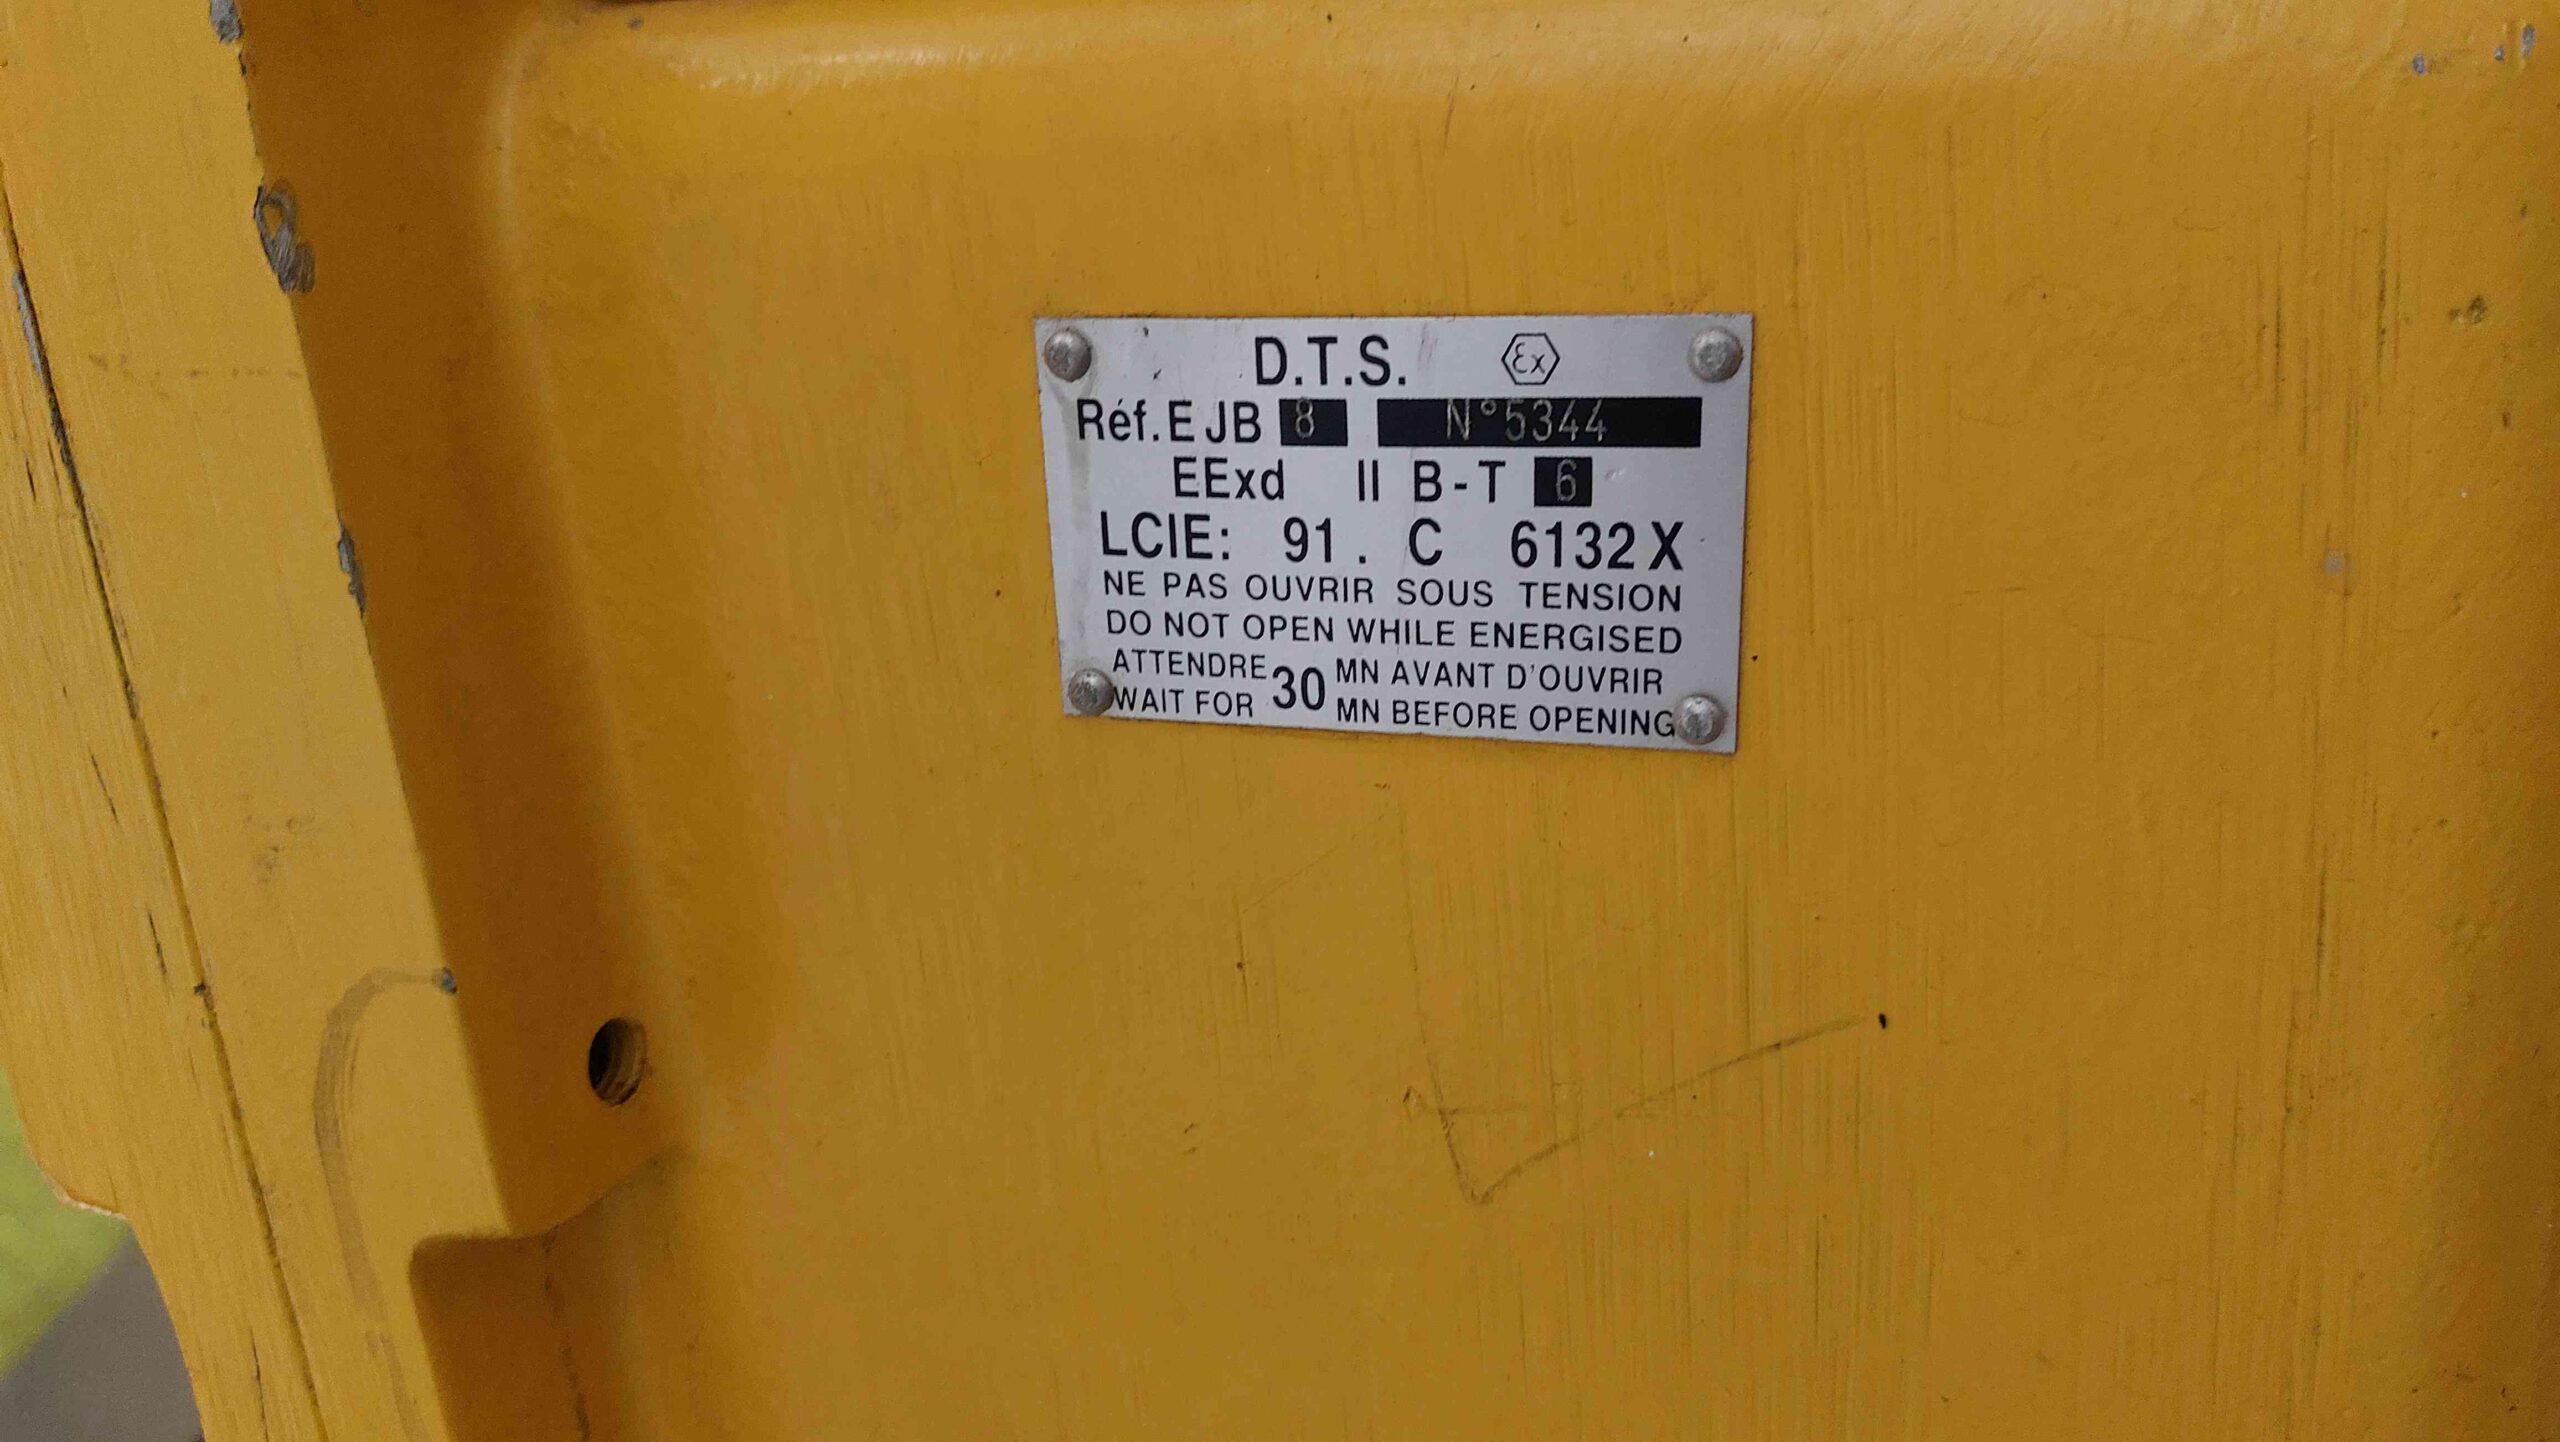 D.T.S. Ex
Réf. EJB 8 N°5344
EExd II B-T 6
LCIE: 91. C 6132 X
NE PAS OUVRIR SOUS TENSION
DO NOT OPEN WHILE ENERGISED
ATTENDRE 30 MN AVANT D'OUVRIR
WAIT FOR 30 MN BEFORE OPENING